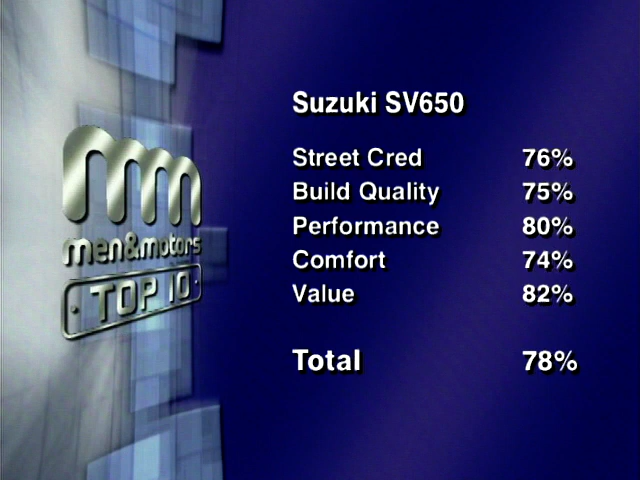 Suzuki SV650
Street Cred 76%
Build Quality 75%
Performance 80%
Comfort 74%
Value 82%
Total 78%
men&motors
TOP 10